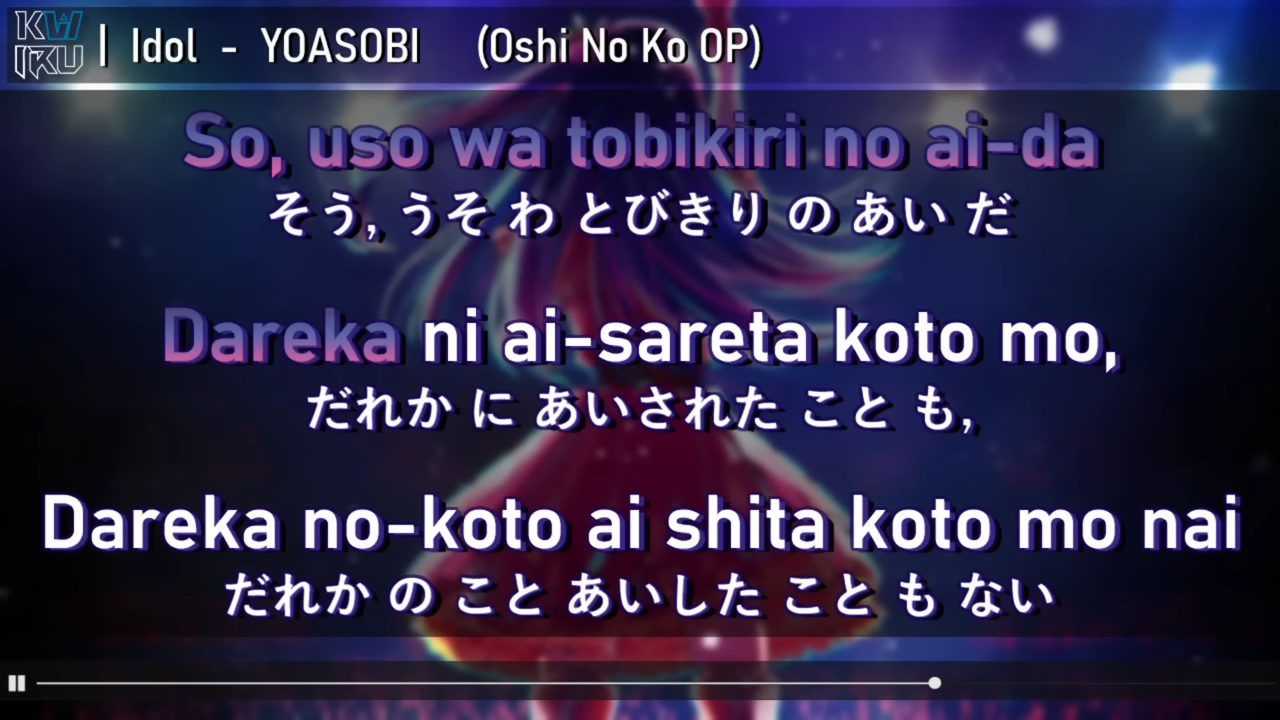 KW | Idol - YOASOBI (Oshi No Ko OP)
IRU
So, uso wa tobikiri no ai-da
そう, うそ わ とびきり の あい だ
Dareka ni ai-sareta koto mo,
だれか に あいされた こと も,
Dareka no-koto ai shita koto mo nai
だれか の こと あいした こと も ない